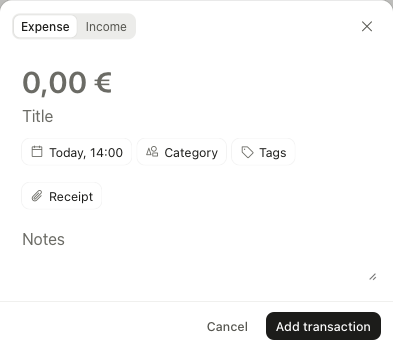 Expense Income
0,00 €
Title
Today, 14:00 Category Tags
Receipt
Notes
Cancel Add transaction